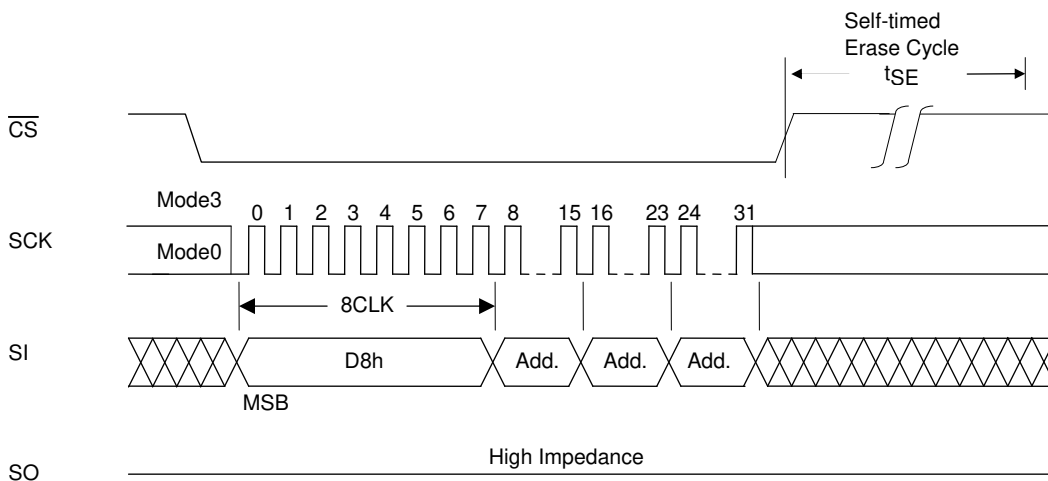 Self-timed
Erase Cycle
tSE
CS
Mode3
0 1 2 3 4 5 6 7 8 15 16 23 24 31
SCK
Mode0
8CLK
SI
D8h Add. Add. Add.
MSB
High Impedance
SO